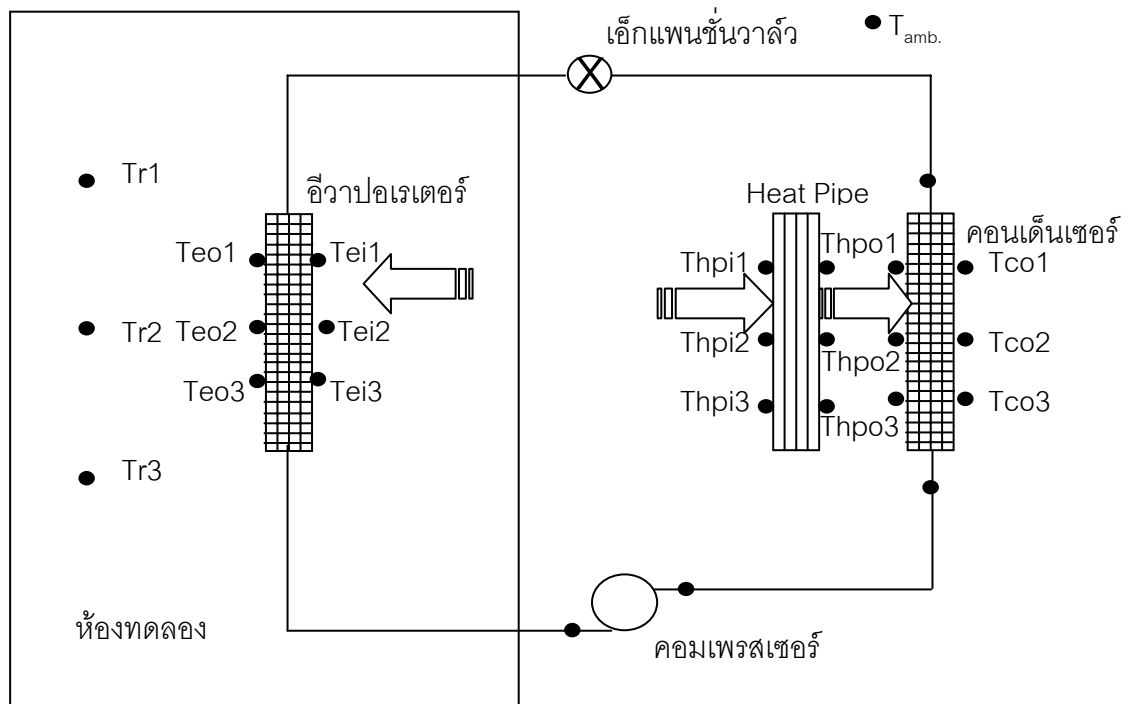 เอ็กแพนชั่นวาล์ว
T amb.
Tr1
อีวาปอเรเตอร์
Heat Pipe
คอนเด็นเซอร์
Teo1
Tei1
Thpi1
Thpo1
Tco1
Tr2
Teo2
Tei2
Thpi2
Thpo2
Tco2
Teo3
Tei3
Thpi3
Thpo3
Tco3
Tr3
ห้องทดลอง
คอมเพรสเซอร์